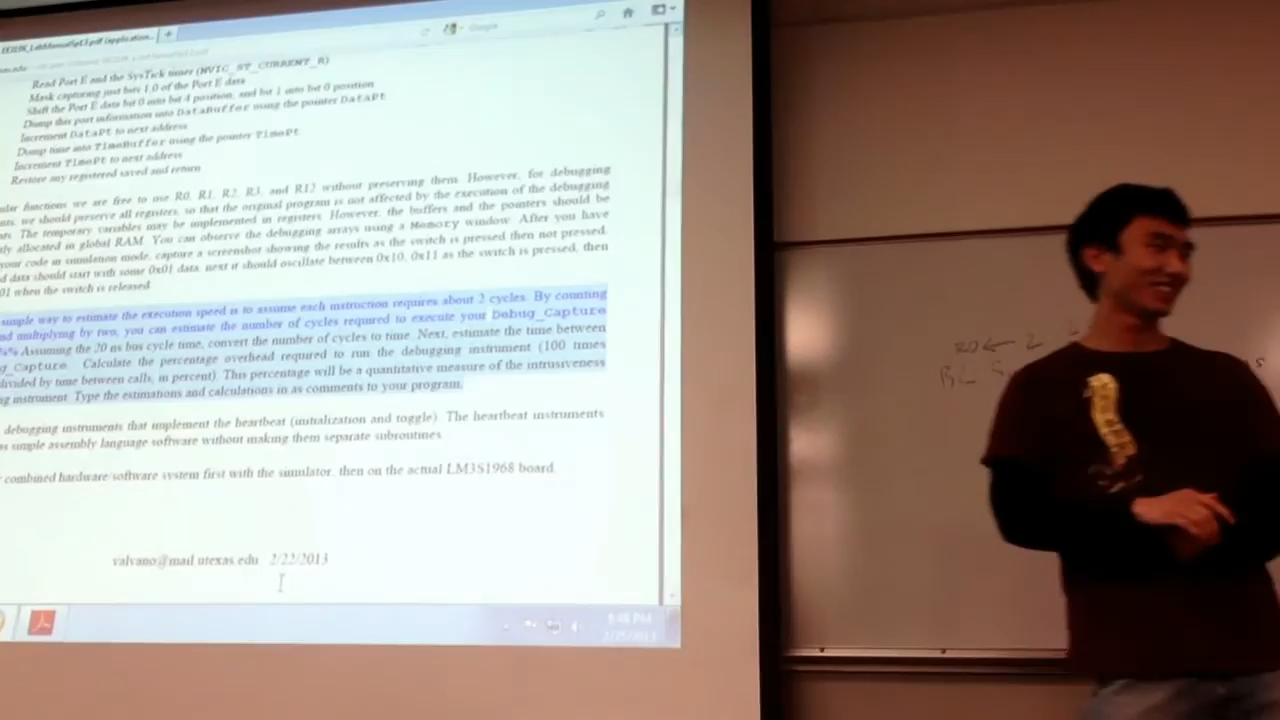 EE319K_LabManualSp13.pdf (application...
Google
Read Port E and the SysTick timer (NVIC_ST_CURRENT_R)
Mask capturing just bits 1,0 of the Port E data
Shift the Port E data bit 0 into bit 4 position, and bit 1 into bit 0 position
Dump this port information into DataBuffer using the pointer DataPt
Increment DataPt to next address
Dump time into TimeBuffer using the pointer TimePt
Increment TimePt to next address
Restore any registered saved and return
functions we are free to use R0, R1, R2, R3, and R12 without preserving them. However, for debugging
we should preserve all registers, so that the original program is not affected by the execution of the debugging
The temporary variables may be implemented in registers. However, the buffers and the pointers should be
allocated in global RAM. You can observe the debugging arrays using a Memory window. After you have
your code in simulation mode, capture a screenshot showing the results as the switch is pressed then not pressed.
data should start with some 0x01 data, next it should oscillate between 0x10, 0x11 as the switch is pressed, then
01 when the switch is released.
simple way to estimate the execution speed is to assume each instruction requires about 2 cycles. By counting
and multiplying by two, you can estimate the number of cycles required to execute your Debug_Capture
Assuming the 20 ns bus cycle time, convert the number of cycles to time. Next, estimate the time between
Capture. Calculate the percentage overhead required to run the debugging instrument (100 times
divided by time between calls, in percent). This percentage will be a quantitative measure of the intrusiveness
instrument. Type the estimations and calculations in as comments to your program.
debugging instruments that implement the heartbeat (initialization and toggle). The heartbeat instruments
simple assembly language software without making them separate subroutines.
combined hardware/software system first with the simulator, then on the actual LM3S1968 board.
valvano@mail.utexas.edu 2/22/2013
R0 ← 2
BL